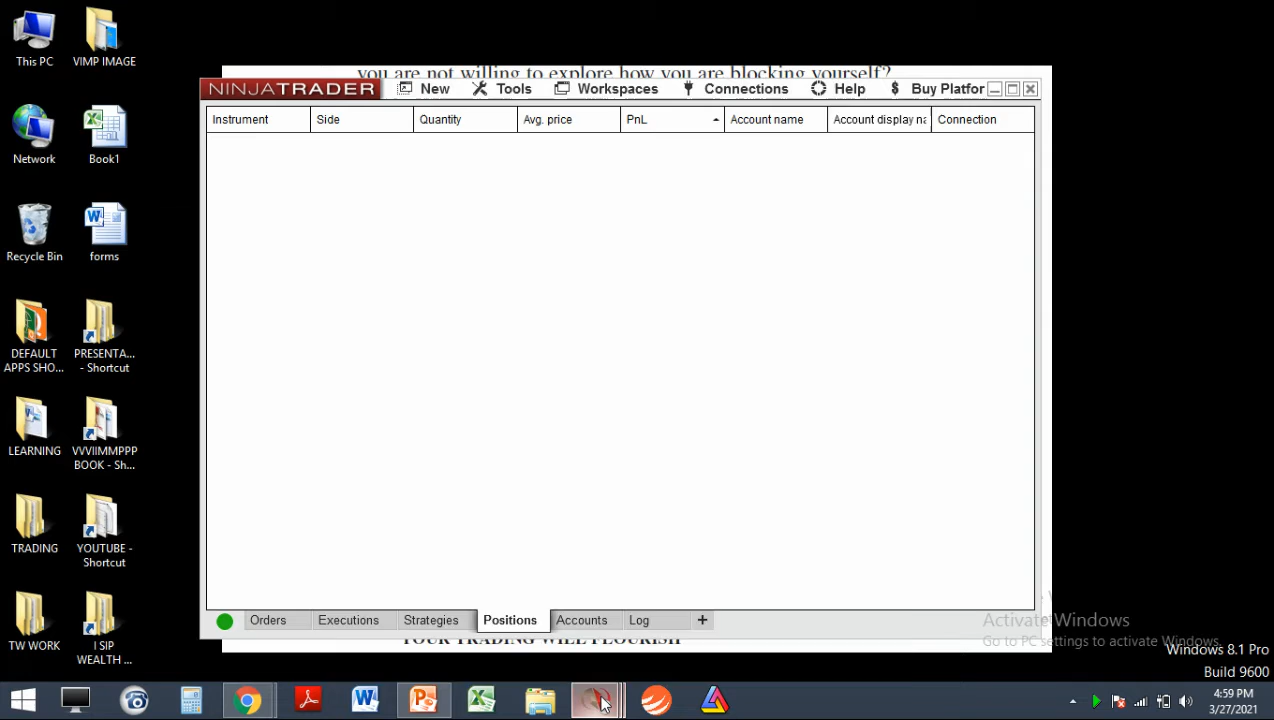 This PC
VIMP IMAGE
Network
Book1
Recycle Bin
forms
DEFAULT
APPS SHO...
PRESENTA...
- Shortcut
LEARNING
VVVIIMMPPP
BOOK - Sh...
TRADING
YOUTUBE -
Shortcut
TW WORK
I SIP
WEALTH ...
you are not willing to explore how you are blocking yourself?
NINJATRADER
New
Tools
Workspaces
Connections
Help
$ Buy Platfor
Instrument
Side
Quantity
Avg. price
PnL
Account name
Account display na
Connection
Orders
Executions
Strategies
Positions
Accounts
Log
+
YOUR TRADING WILL FLOURISH
Activate Windows
Go to PC settings to activate Windows.
Windows 8.1 Pro
Build 9600
4:59 PM
3/27/2021